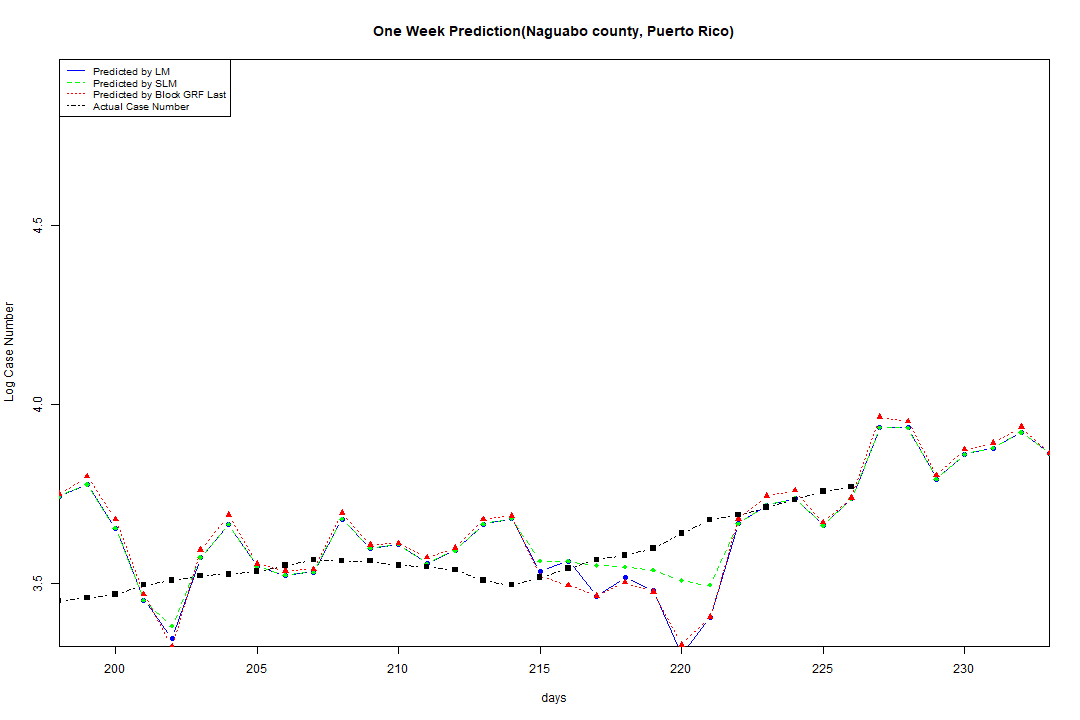 One Week Prediction(Naguabo county, Puerto Rico)
Predicted by LM
Predicted by SLM
Predicted by Block GRF Last
Actual Case Number
Log Case Number
4.5
4.0
3.5
200 205 210 215 220 225 230
days